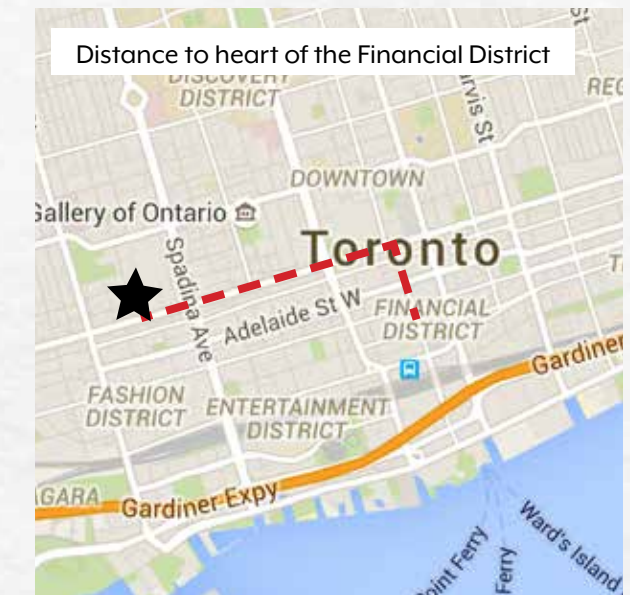 Distance to heart of the Financial District
DISCOVERY
DISTRICT
DOWNTOWN
Gallery of Ontario
Toronto
Spadina Ave
Adelaide St W
FINANCIAL
DISTRICT
Gardiner
FASHION
DISTRICT
ENTERTAINMENT
DISTRICT
Gardiner Expy
Ward's Island
Ferry